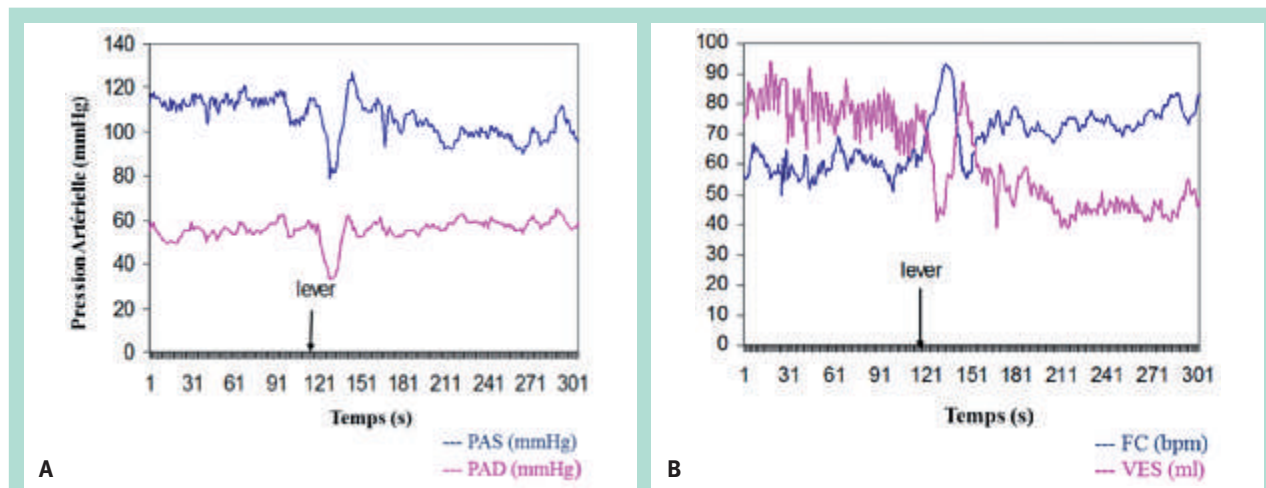 140
120
100
80
60
40
20
0
Pression Artérielle (mmHg)
lever
1 31 61 91 121 151 181 211 241 271 301
Temps (s)
--- PAS (mmHg)
--- PAD (mmHg)
A
100
90
80
70
60
50
40
30
20
10
0
lever
1 31 61 91 121 151 181 211 241 271 301
Temps (s)
--- FC (bpm)
--- VES (ml)
B